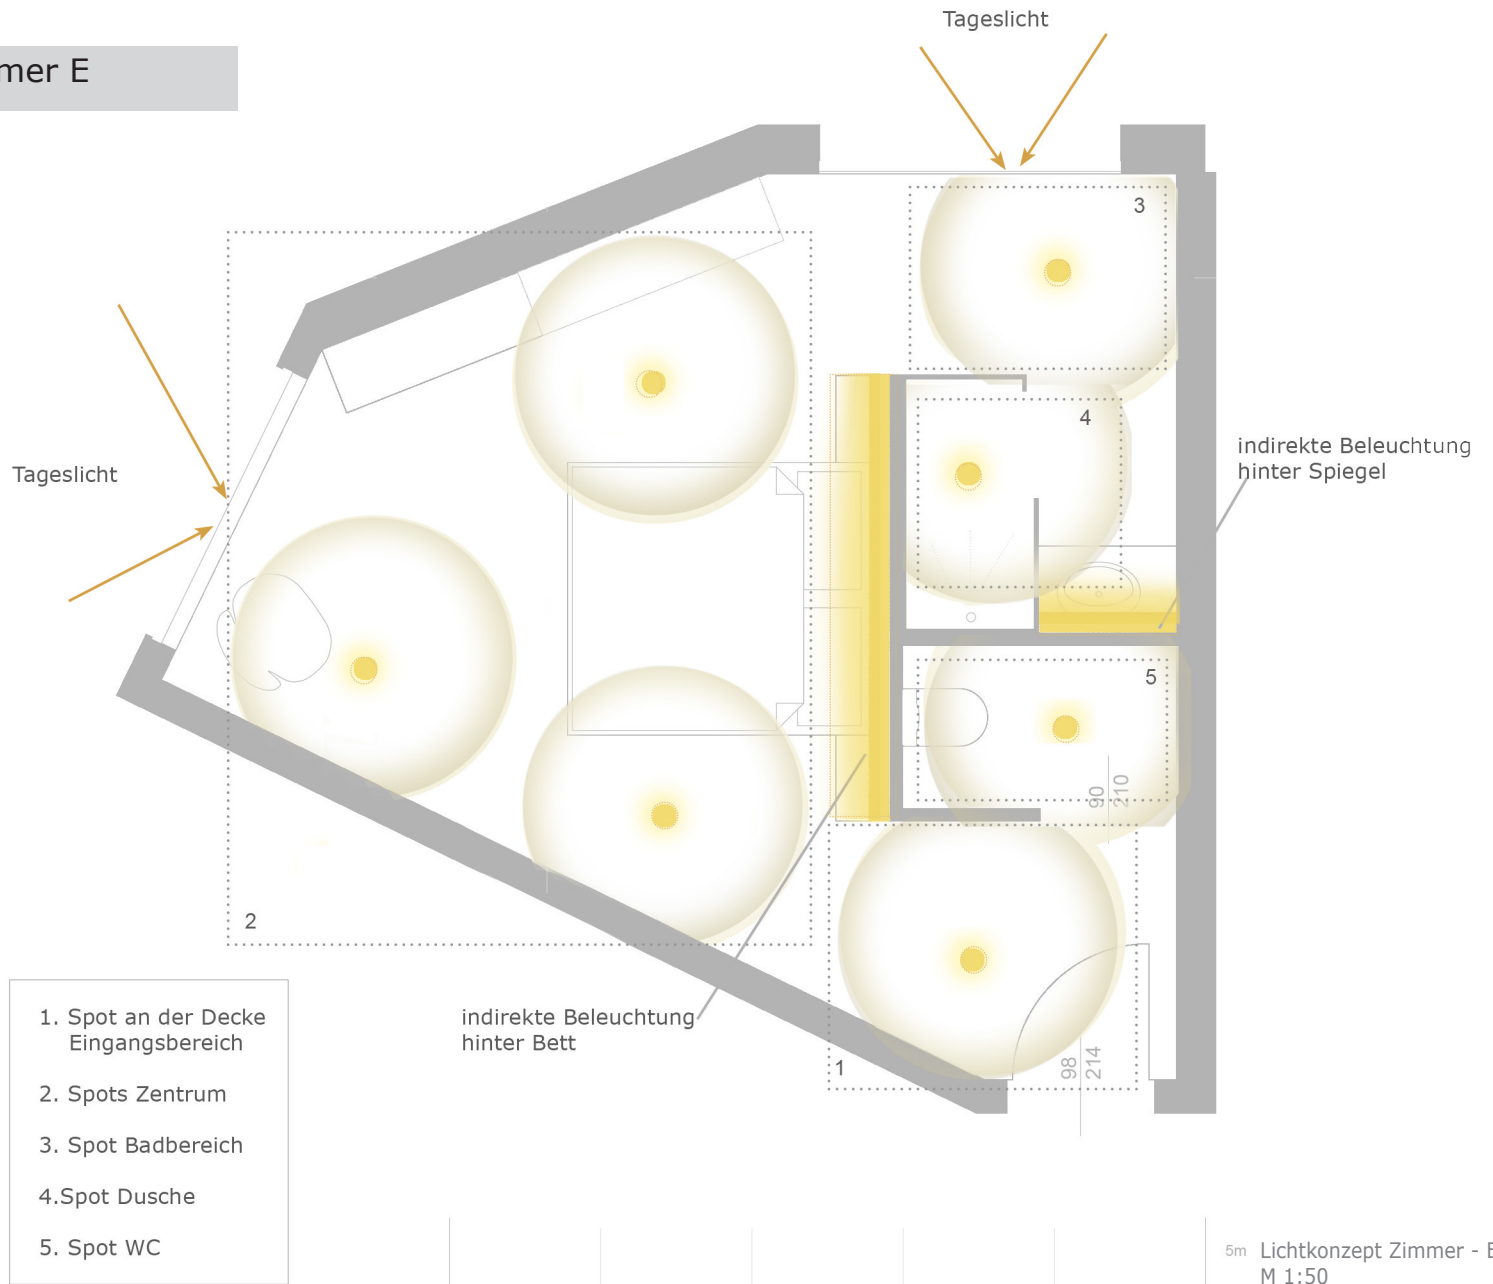 Tageslicht
mer E
3
4
indirekte Beleuchtung
hinter Spiegel
Tageslicht
5
90
210
2
1. Spot an der Decke
Eingangsbereich
2. Spots Zentrum
3. Spot Badbereich
4.Spot Dusche
5. Spot WC
indirekte Beleuchtung
hinter Bett
1
98
214
5m
Lichtkonzept Zimmer - E
M 1:50